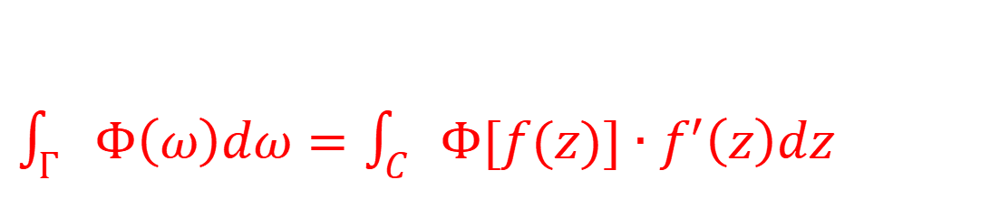 ∫_Γ Φ(ω)dω = ∫_C Φ[f(z)] · f′(z)dz